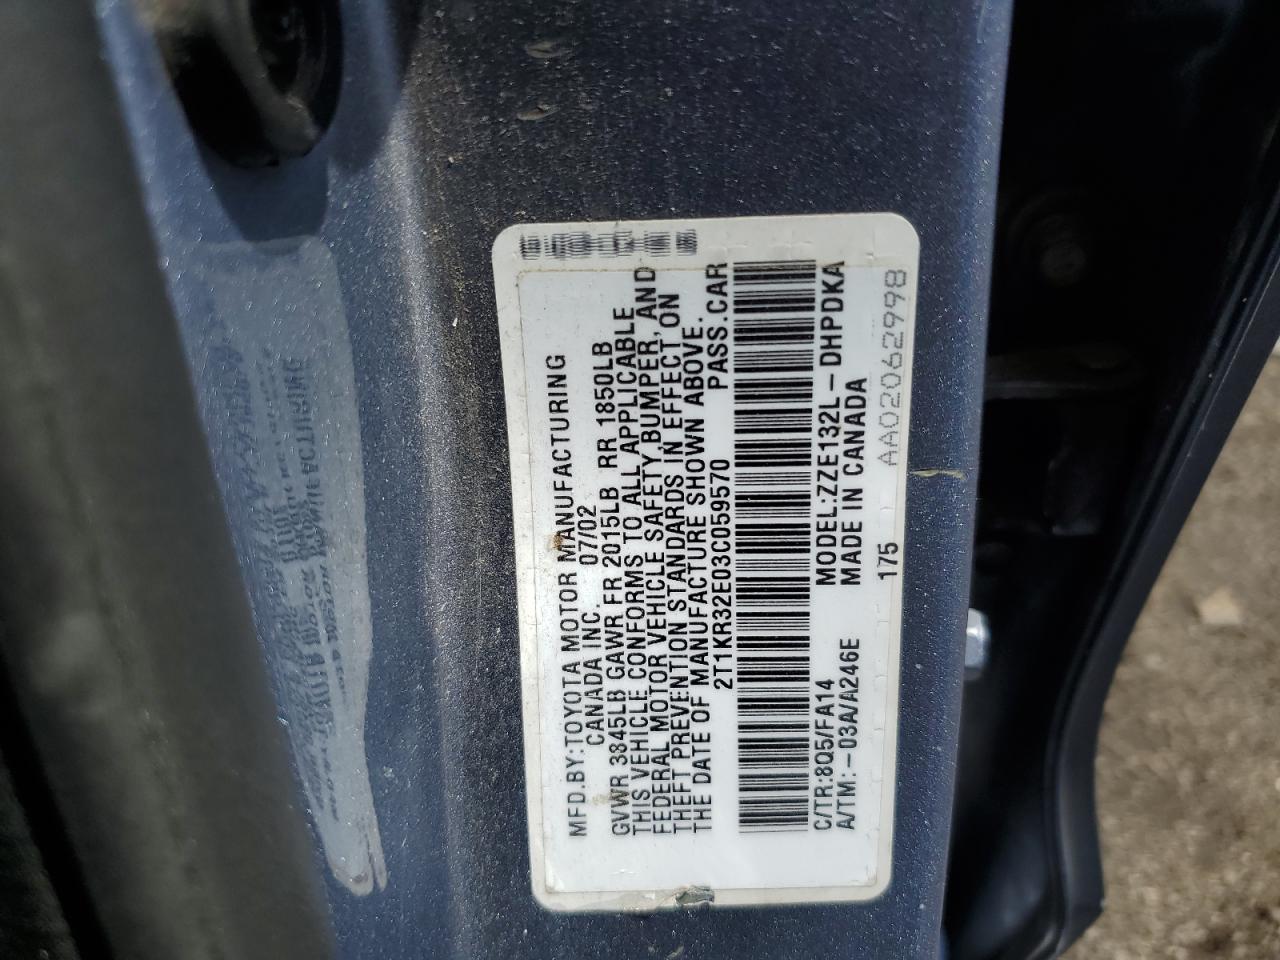 MFD.BY:TOYOTA MOTOR MANUFACTURING
CANADA INC. 07/02
GVWR 3845LB GAWR FR 2015LB RR 1850LB
THIS VEHICLE CONFORMS TO ALL APPLICABLE
FEDERAL MOTOR VEHICLE SAFETY,BUMPER, AND
THEFT PREVENTION STANDARDS IN EFFECT ON
THE DATE OF MANUFACTURE SHOWN ABOVE.
2T1KR32E03C059570 PASS.CAR
C/TR:8Q5/FA14 MODEL:ZZE132L-DHPDKA
A/TM:-03A/A246E MADE IN CANADA
175 AA02062998